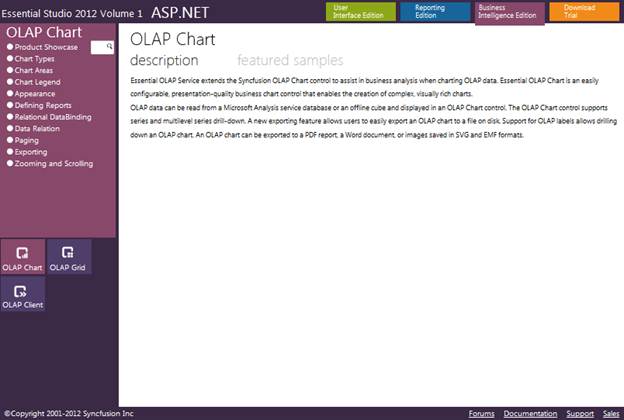 Essential Studio 2012 Volume 1 ASP.NET
User
Interface Edition
Reporting
Edition
Business
Intelligence Edition
Download
Trial
OLAP Chart
Product Showcase
Chart Types
Chart Areas
Chart Legend
Appearance
Defining Reports
Relational DataBinding
Data Relation
Paging
Exporting
Zooming and Scrolling
OLAP Chart
OLAP Grid
OLAP Client
OLAP Chart
description featured samples
Essential OLAP Service extends the Syncfusion OLAP Chart control to assist in business analysis when charting OLAP data. Essential OLAP Chart is an easily
configurable, presentation-quality business chart control that enables the creation of complex, visually rich charts.
OLAP data can be read from a Microsoft Analysis service database or an offline cube and displayed in an OLAP Chart control. The OLAP Chart control supports
series and multilevel series drill-down. A new exporting feature allows users to easily export an OLAP chart to a file on disk. Support for OLAP labels allows drilling
down an OLAP chart. An OLAP chart can be exported to a PDF report, a Word document, or images saved in SVG and EMF formats.
©Copyright 2001-2012 Syncfusion Inc
Forums Documentation Support Sales